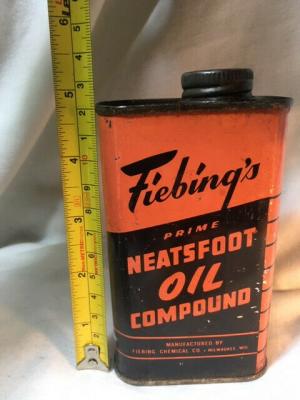 Fiebing's
PRIME
NEATSFOOT
OIL
COMPOUND
MANUFACTURED BY
FIEBING CHEMICAL CO. • MILWAUKEE, WIS.